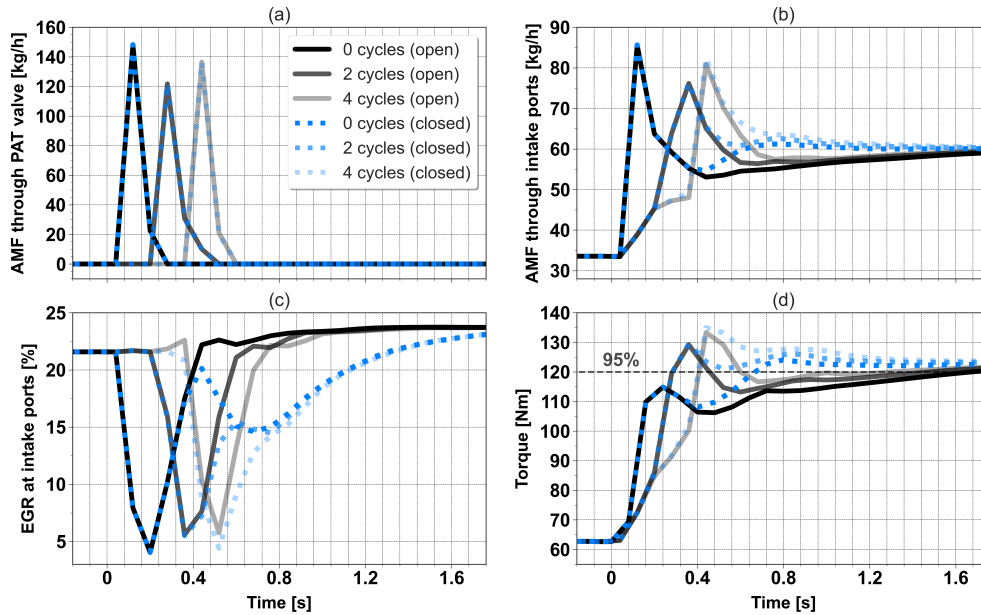 (a)
(b)
AMF through PAT valve [kg/h]
160
140
120
100
80
60
40
20
0
0 cycles (open)
2 cycles (open)
4 cycles (open)
0 cycles (closed)
2 cycles (closed)
4 cycles (closed)
AMF through intake ports [kg/h]
90
80
70
60
50
40
30
(c)
(d)
EGR at intake ports [%]
25
20
15
10
5
0
0.4
0.8
1.2
1.6
Time [s]
Torque [Nm]
140
130
120
110
100
90
80
70
60
95%
0
0.4
0.8
1.2
1.6
Time [s]